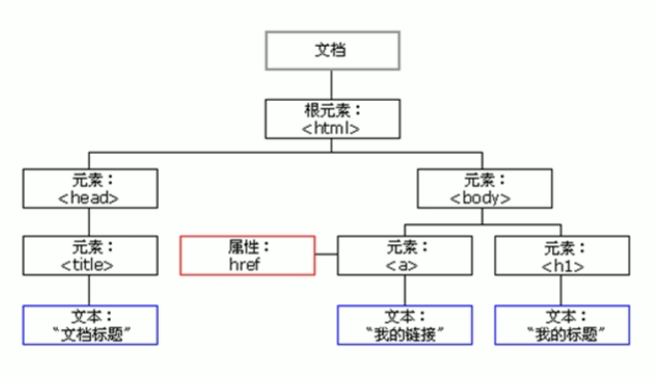 文档
根元素：
<html>
元素：
<head>
元素：
<body>
元素：
<title>
属性：
href
元素：
<a>
元素：
<h1>
文本：
“文档标题”
文本：
“我的链接”
文本：
“我的标题”